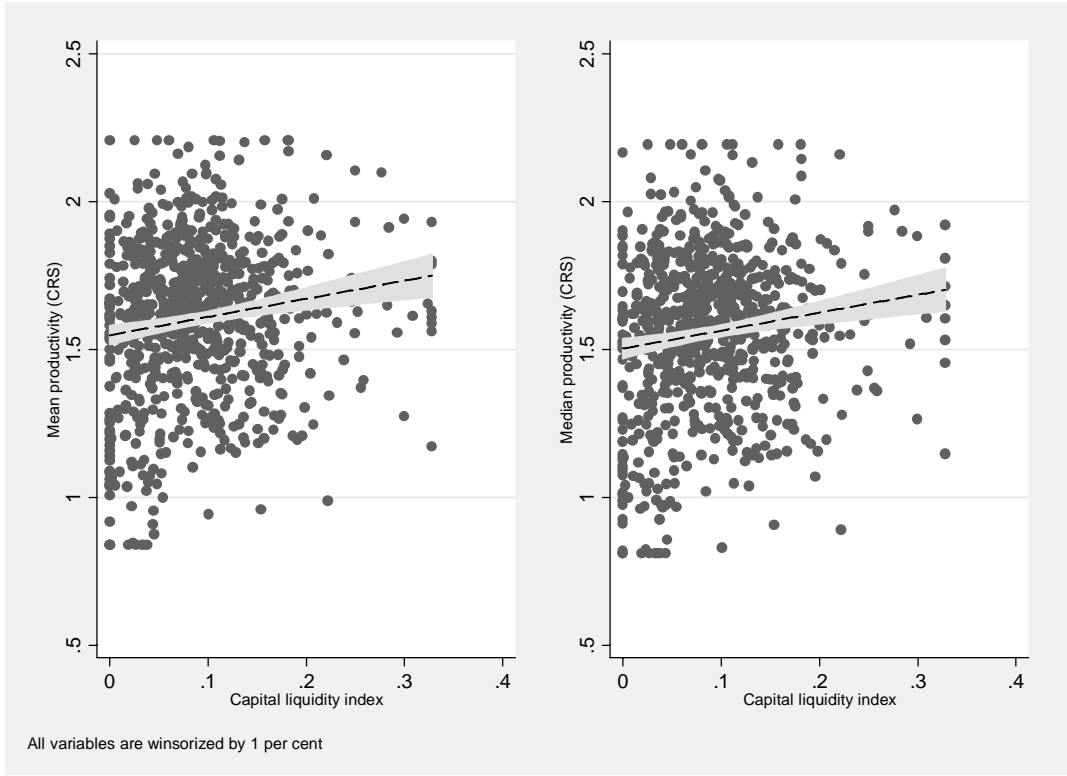 2.5
2
1.5
1
.5
Mean productivity (CRS)
0 .1 .2 .3 .4
Capital liquidity index
2.5
2
1.5
1
.5
Median productivity (CRS)
0 .1 .2 .3 .4
Capital liquidity index
All variables are winsorized by 1 per cent